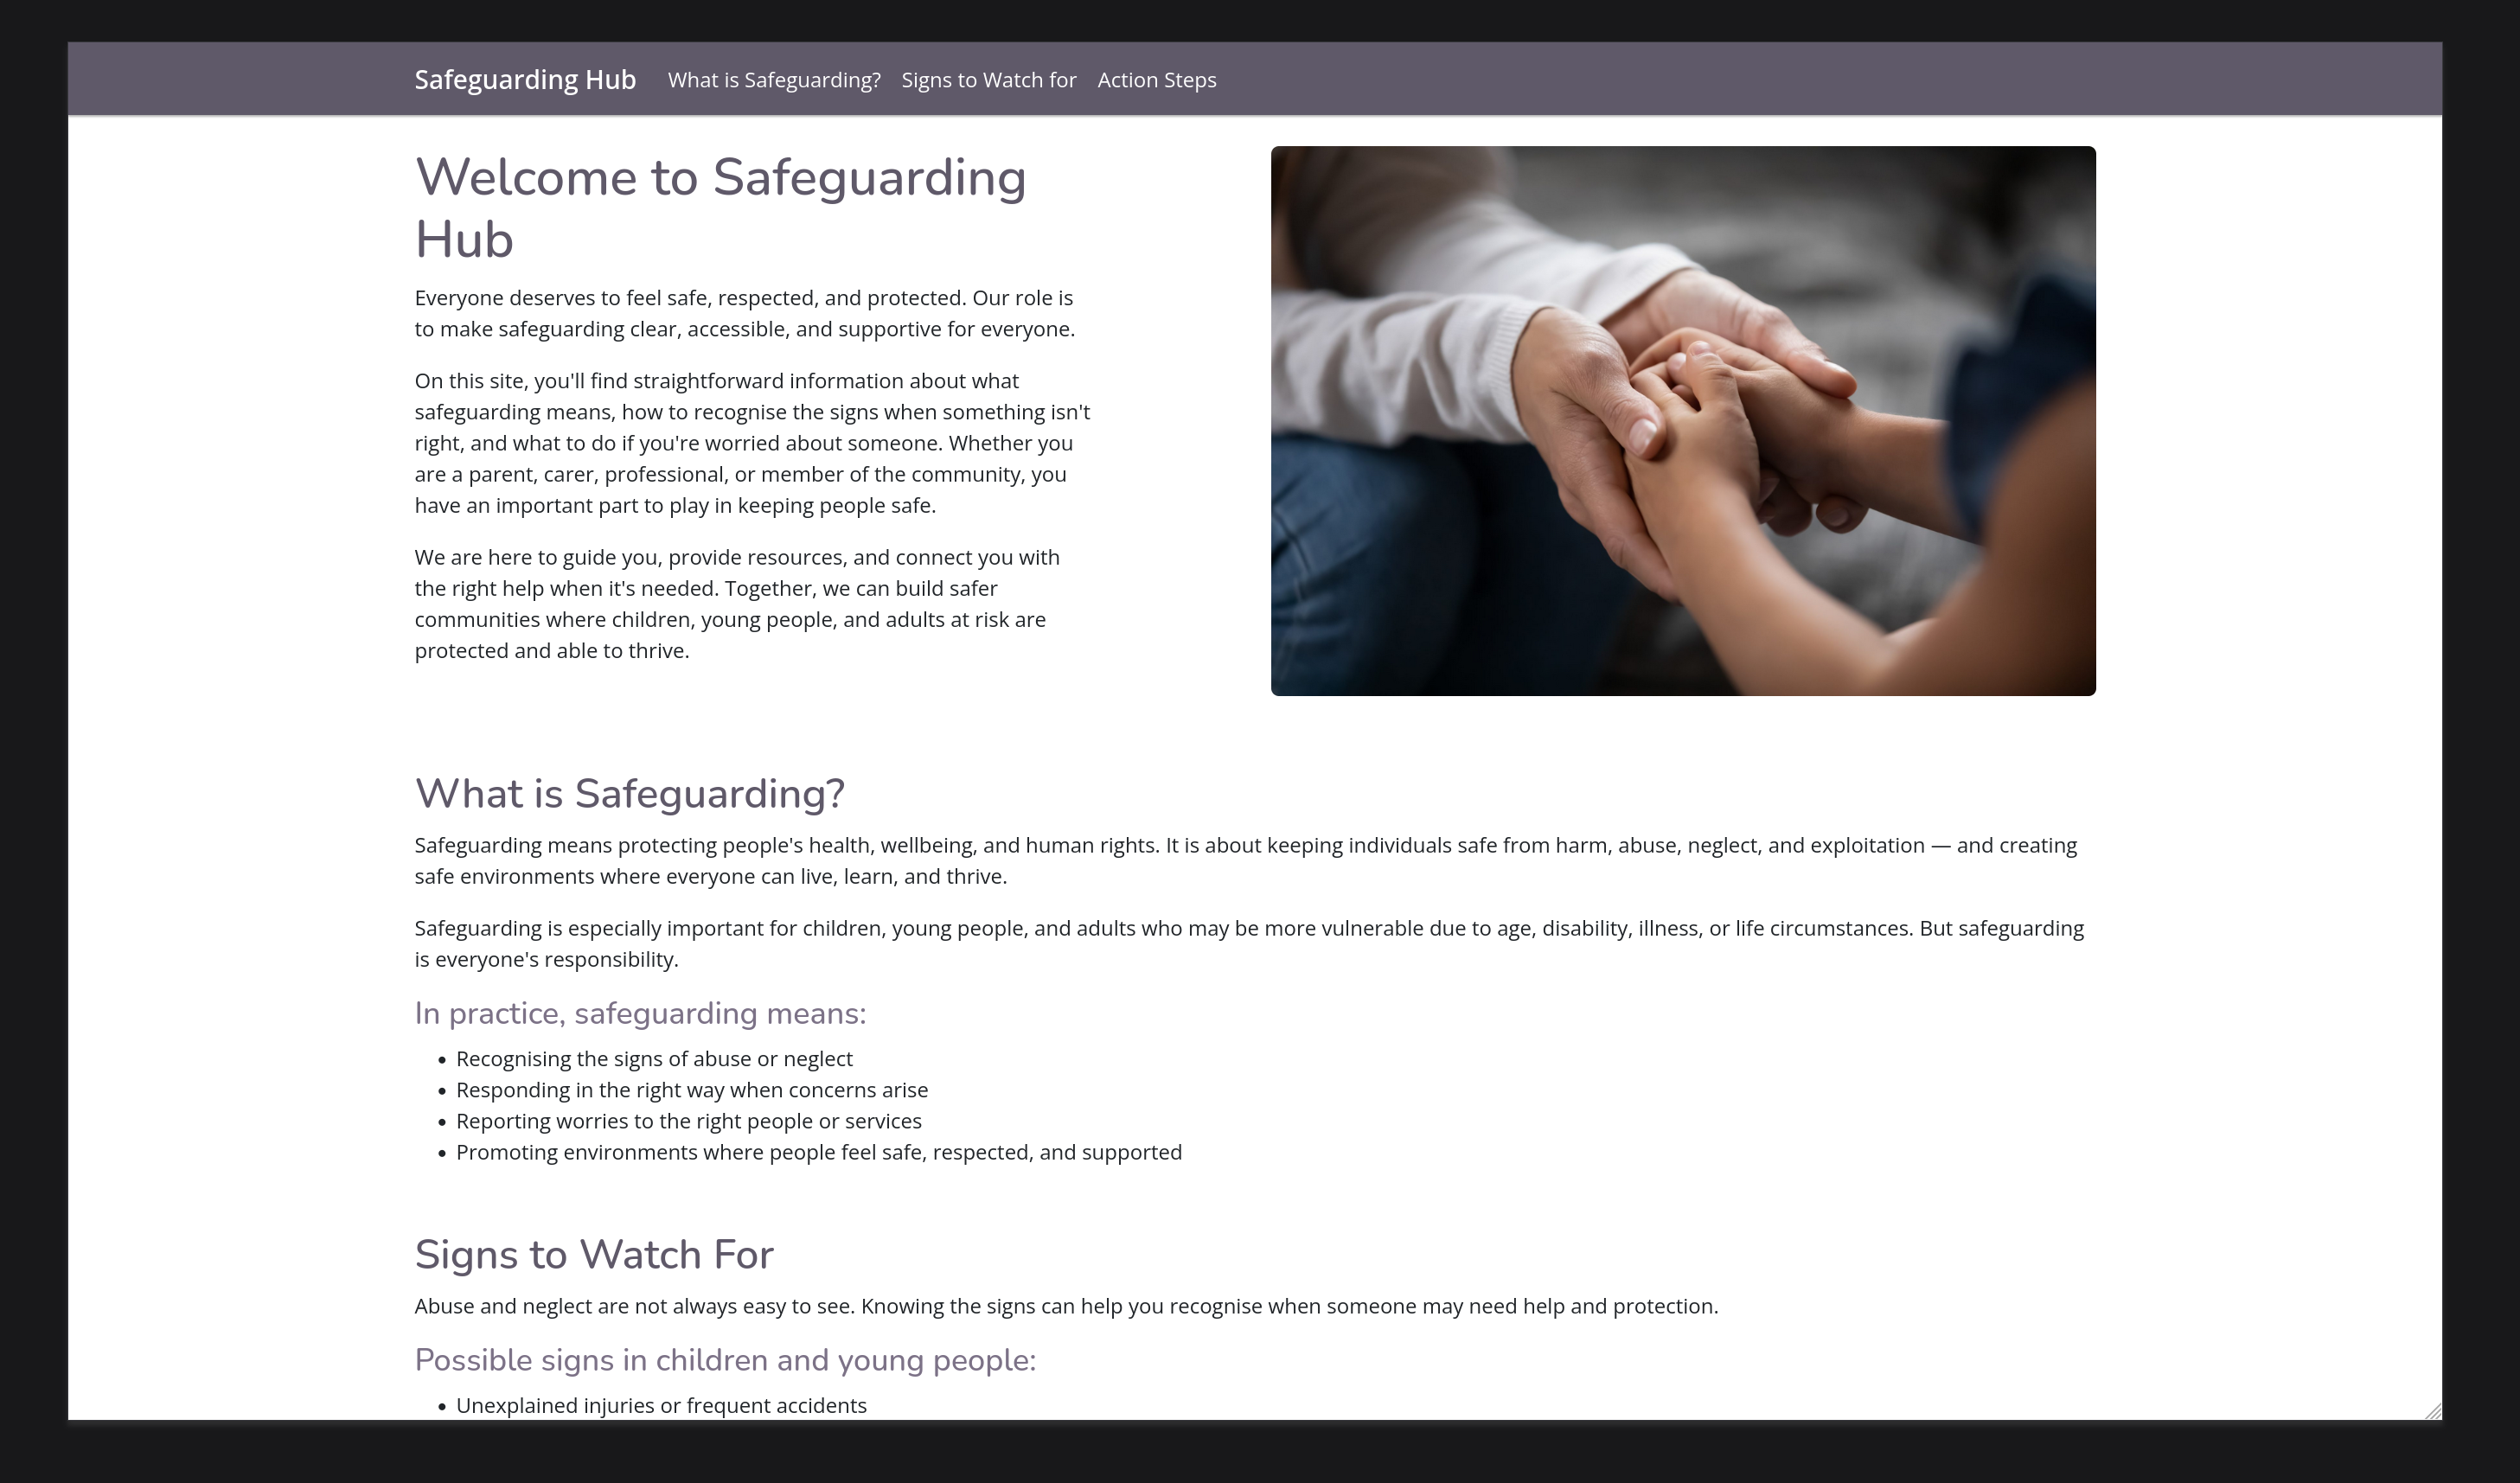 Safeguarding Hub What is Safeguarding? Signs to Watch for Action Steps
Welcome to Safeguarding
Hub
Everyone deserves to feel safe, respected, and protected. Our role is
to make safeguarding clear, accessible, and supportive for everyone.
On this site, you'll find straightforward information about what
safeguarding means, how to recognise the signs when something isn't
right, and what to do if you're worried about someone. Whether you
are a parent, carer, professional, or member of the community, you
have an important part to play in keeping people safe.
We are here to guide you, provide resources, and connect you with
the right help when it's needed. Together, we can build safer
communities where children, young people, and adults at risk are
protected and able to thrive.
What is Safeguarding?
Safeguarding means protecting people's health, wellbeing, and human rights. It is about keeping individuals safe from harm, abuse, neglect, and exploitation — and creating
safe environments where everyone can live, learn, and thrive.
Safeguarding is especially important for children, young people, and adults who may be more vulnerable due to age, disability, illness, or life circumstances. But safeguarding
is everyone's responsibility.
In practice, safeguarding means:
• Recognising the signs of abuse or neglect
• Responding in the right way when concerns arise
• Reporting worries to the right people or services
• Promoting environments where people feel safe, respected, and supported
Signs to Watch For
Abuse and neglect are not always easy to see. Knowing the signs can help you recognise when someone may need help and protection.
Possible signs in children and young people:
• Unexplained injuries or frequent accidents